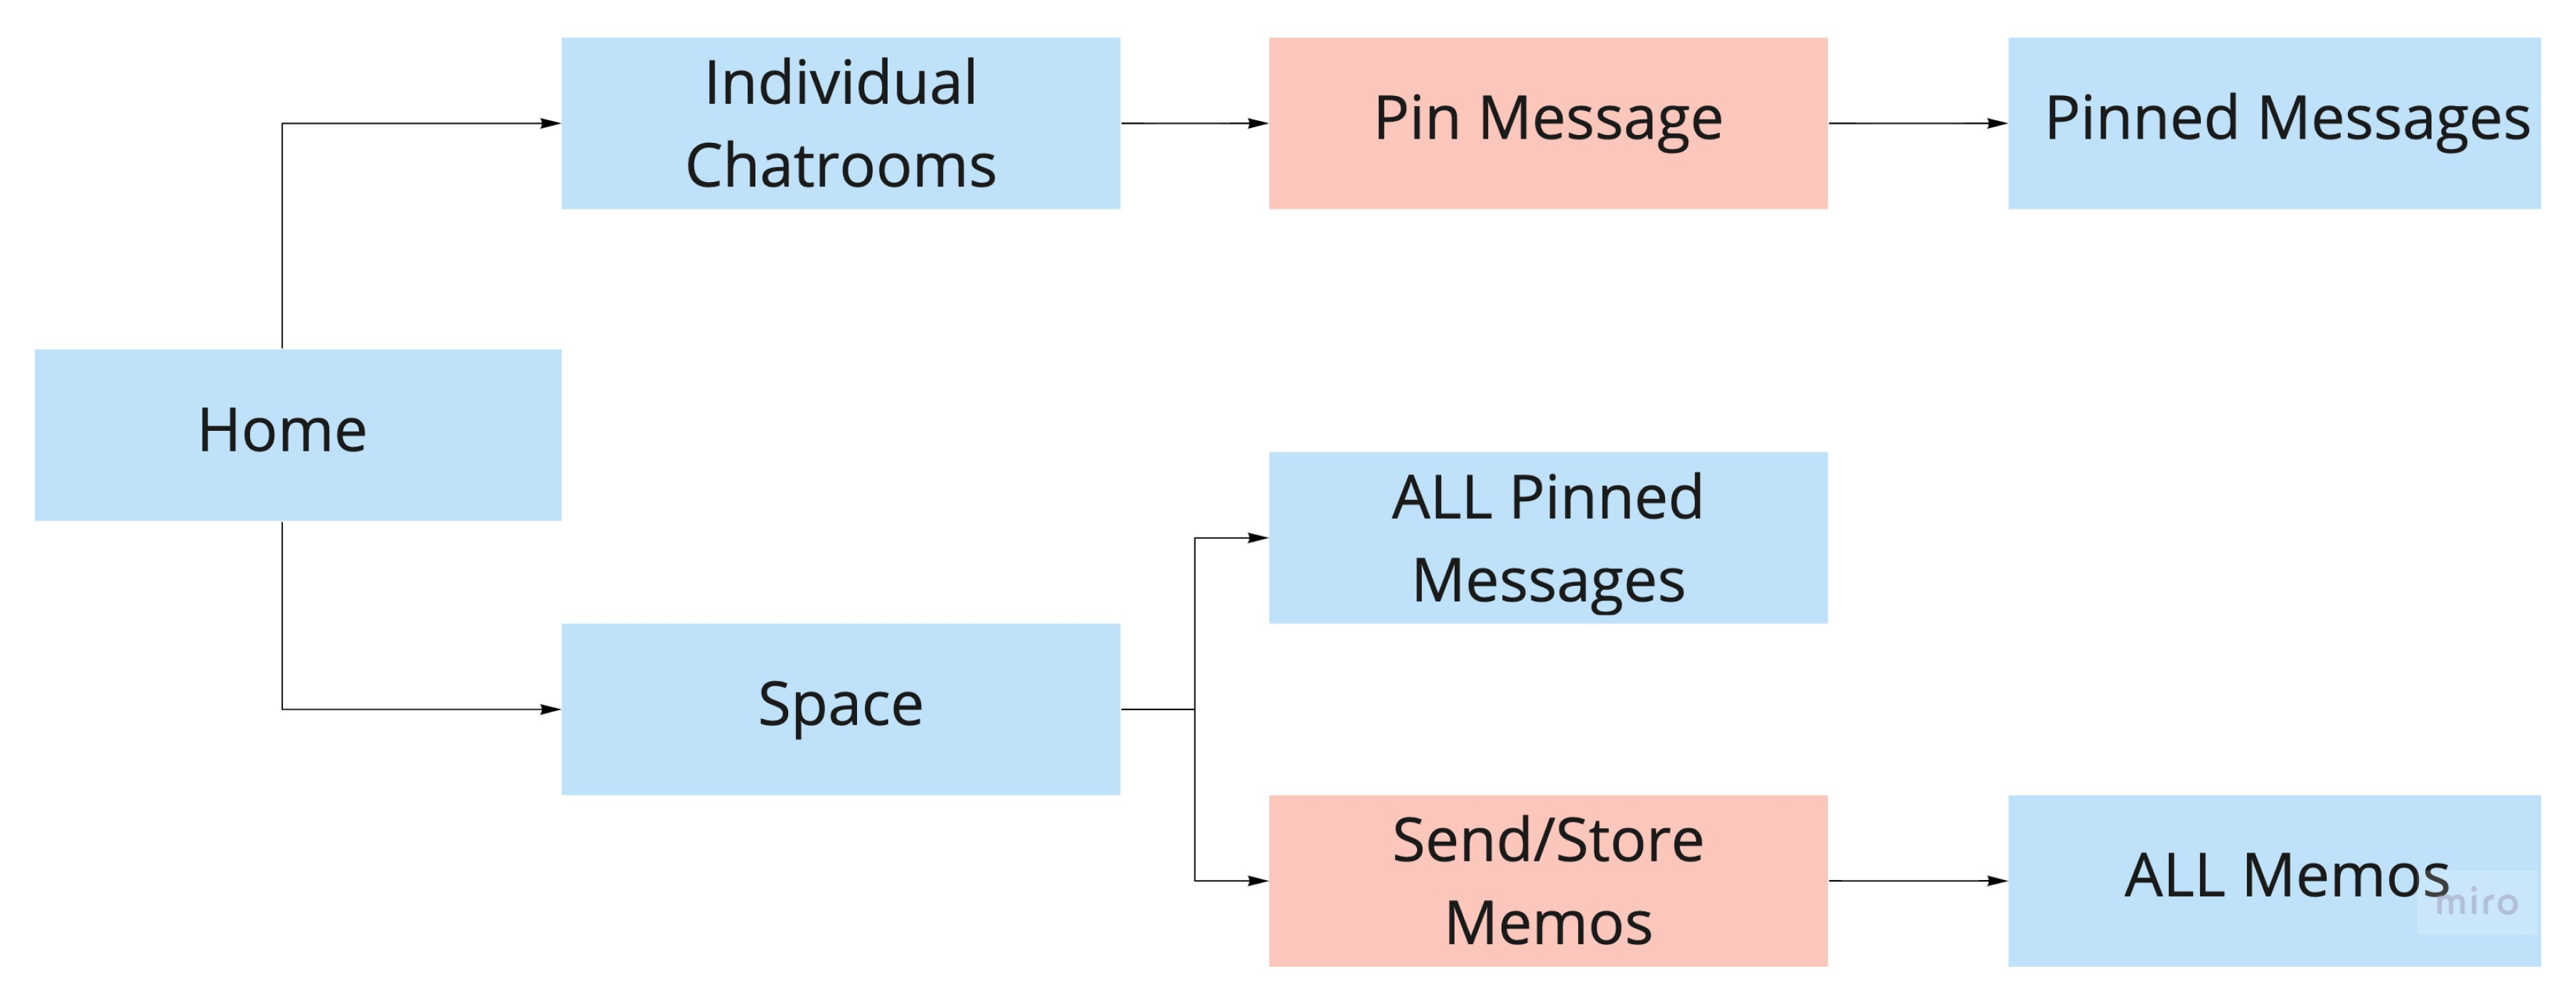 Individual
Chatrooms
Pin Message
Pinned Messages
Home
ALL Pinned
Messages
Space
Send/Store
Memos
ALL Memos
miro